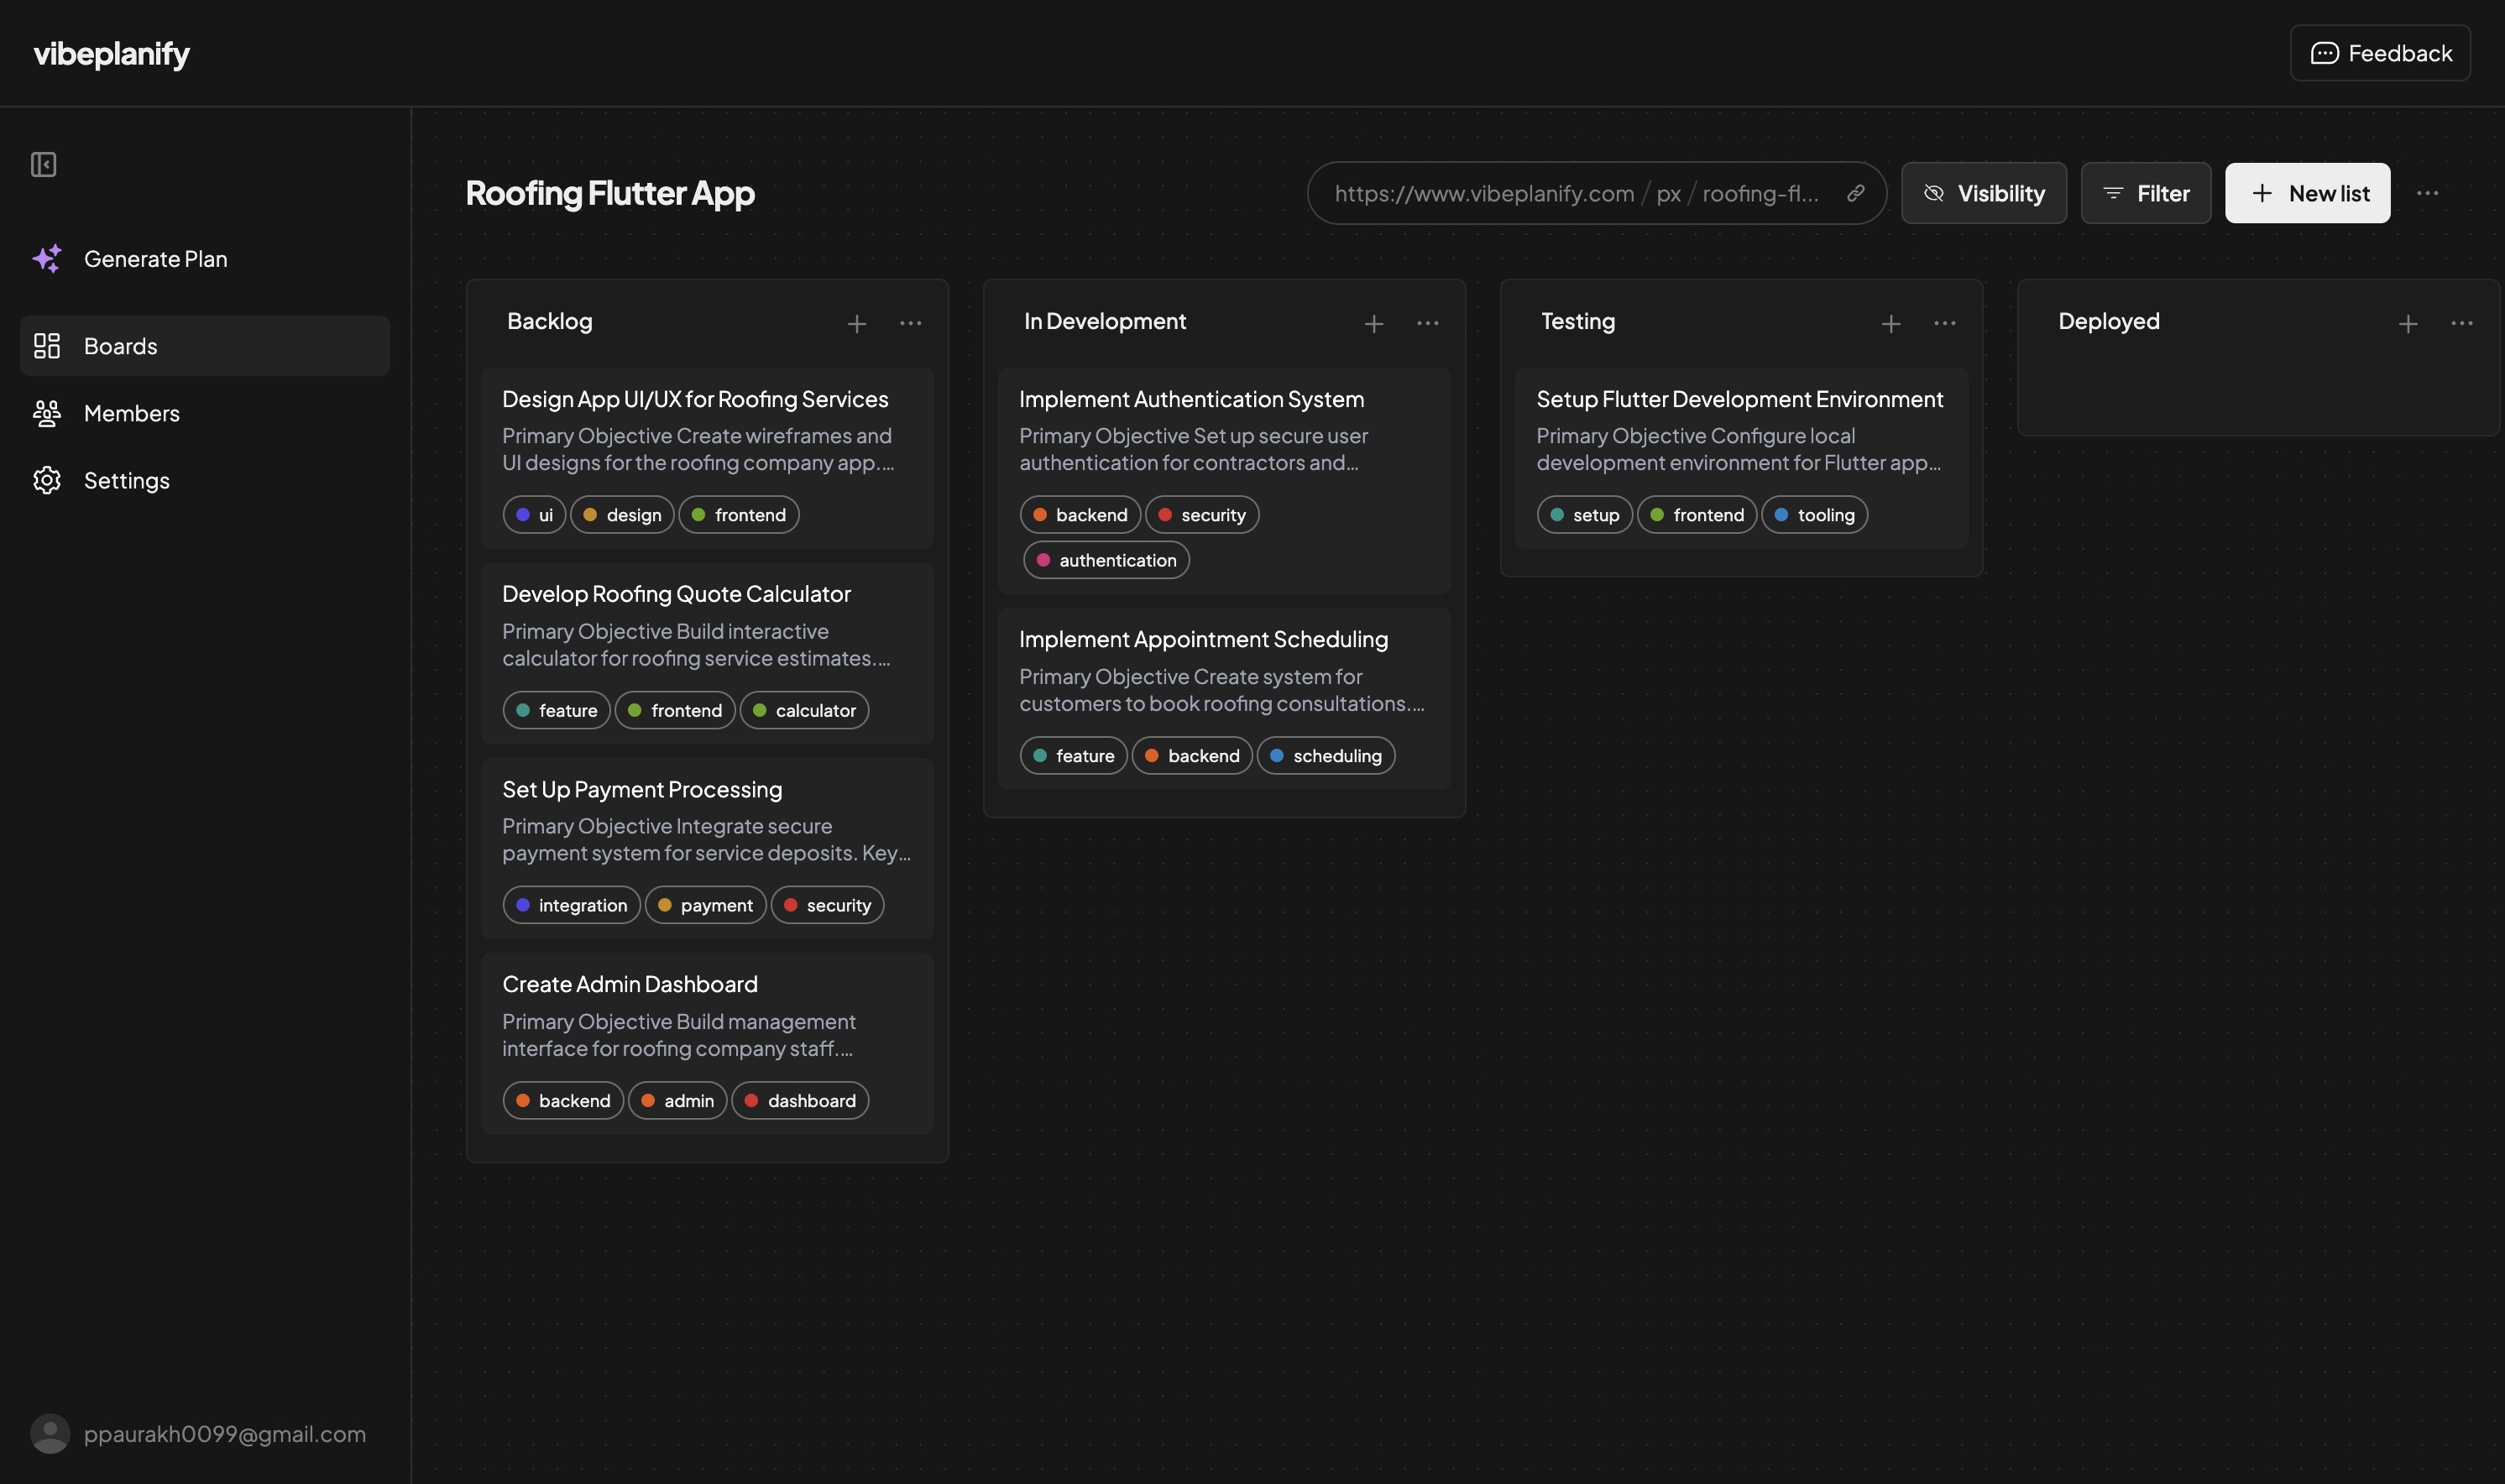 vibeplanify
Feedback
Generate Plan
Boards
Members
Settings
ppaurakh0099@gmail.com
Roofing Flutter App
https://www.vibeplanify.com / px / roofing-fl...
Visibility
Filter
New list
Backlog
Design App UI/UX for Roofing Services
Primary Objective Create wireframes and
UI designs for the roofing company app....
ui
design
frontend
Develop Roofing Quote Calculator
Primary Objective Build interactive
calculator for roofing service estimates....
feature
frontend
calculator
Set Up Payment Processing
Primary Objective Integrate secure
payment system for service deposits. Key...
integration
payment
security
Create Admin Dashboard
Primary Objective Build management
interface for roofing company staff....
backend
admin
dashboard
In Development
Implement Authentication System
Primary Objective Set up secure user
authentication for contractors and...
backend
security
authentication
Implement Appointment Scheduling
Primary Objective Create system for
customers to book roofing consultations....
feature
backend
scheduling
Testing
Setup Flutter Development Environment
Primary Objective Configure local
development environment for Flutter app...
setup
frontend
tooling
Deployed